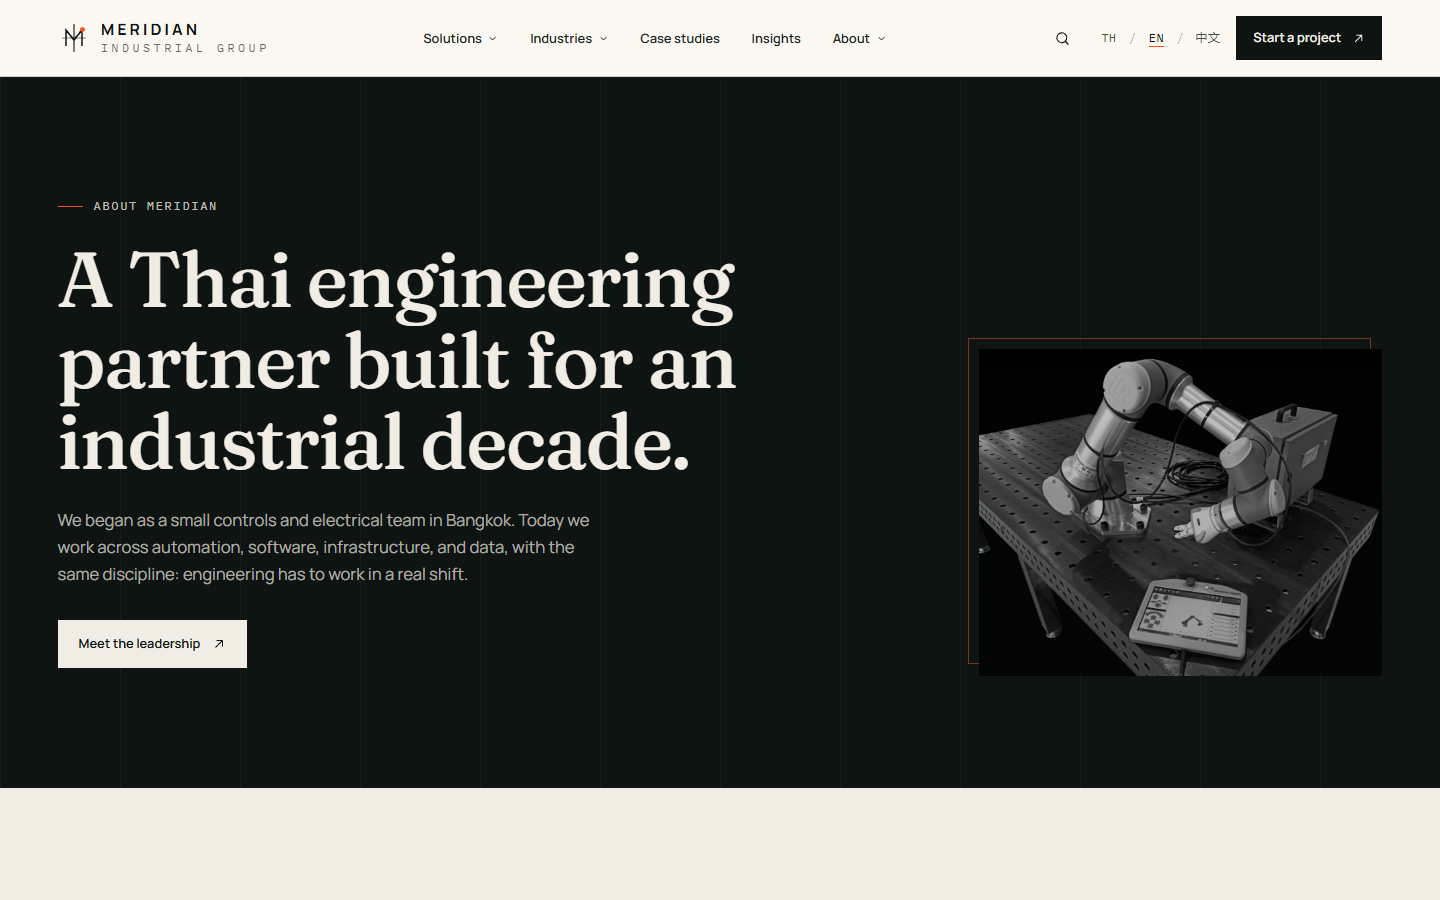 MERIDIAN
INDUSTRIAL GROUP
Solutions
Industries
Case studies
Insights
About
TH / EN / 中文
Start a project
ABOUT MERIDIAN
A Thai engineering
partner built for an
industrial decade.
We began as a small controls and electrical team in Bangkok. Today we
work across automation, software, infrastructure, and data, with the
same discipline: engineering has to work in a real shift.
Meet the leadership